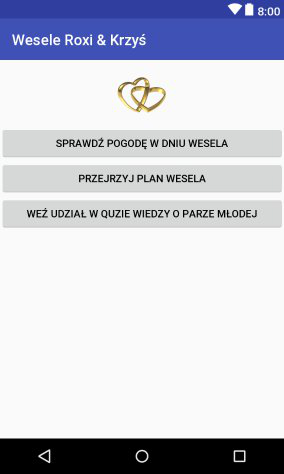 8:00
Wesele Roxi & Krzyś
SPRAWDŹ POGODĘ W DNIU WESELA
PRZEJRZYJ PLAN WESELA
WEŹ UDZIAŁ W QUZIE WIEDZY O PARZE MŁODEJ